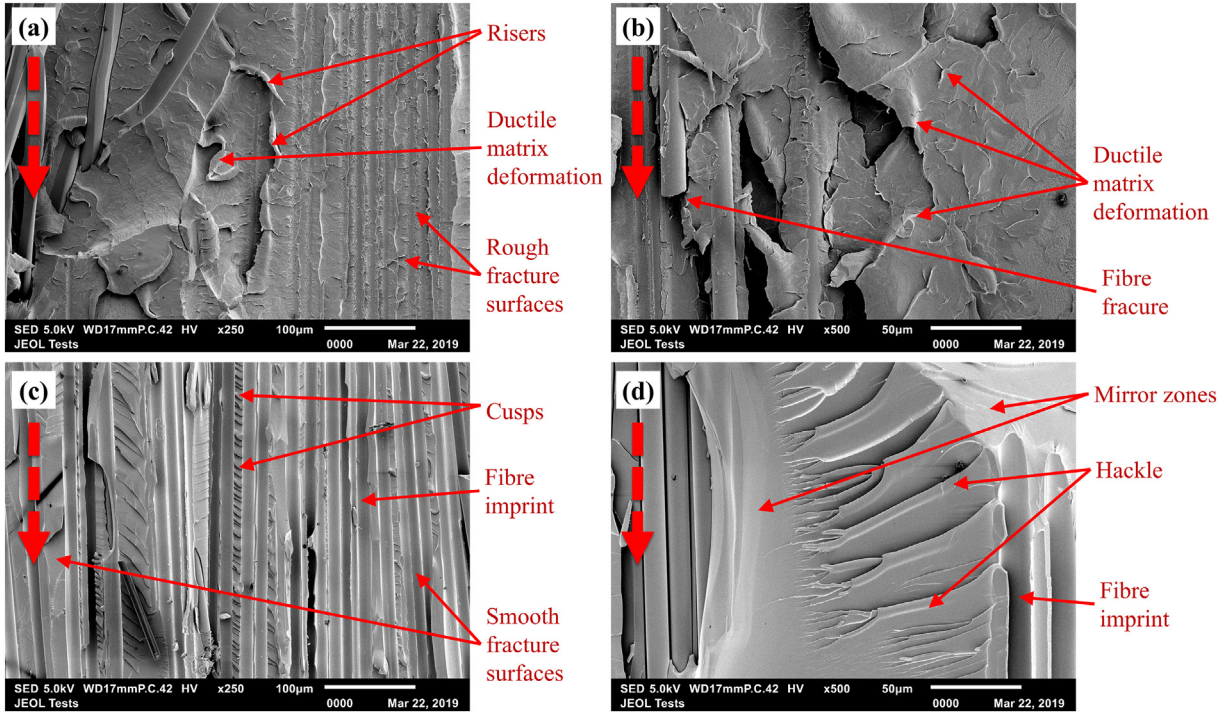 (a)
Risers
Ductile
matrix
deformation
Rough
fracture
surfaces
SED 5.0kV WD17mmP.C.42 HV x250 100µm
0000 Mar 22, 2019
JEOL Tests
(b)
Ductile
matrix
deformation
Fibre
fracure
SED 5.0kV WD17mmP.C.42 HV x500 50µm
0000 Mar 22, 2019
JEOL Tests
(c)
Cusps
Fibre
imprint
Smooth
fracture
surfaces
SED 5.0kV WD17mmP.C.42 HV x250 100µm
0000 Mar 22, 2019
JEOL Tests
(d)
Mirror zones
Hackle
Fibre
imprint
SED 5.0kV WD17mmP.C.42 HV x500 50µm
0000 Mar 22, 2019
JEOL Tests